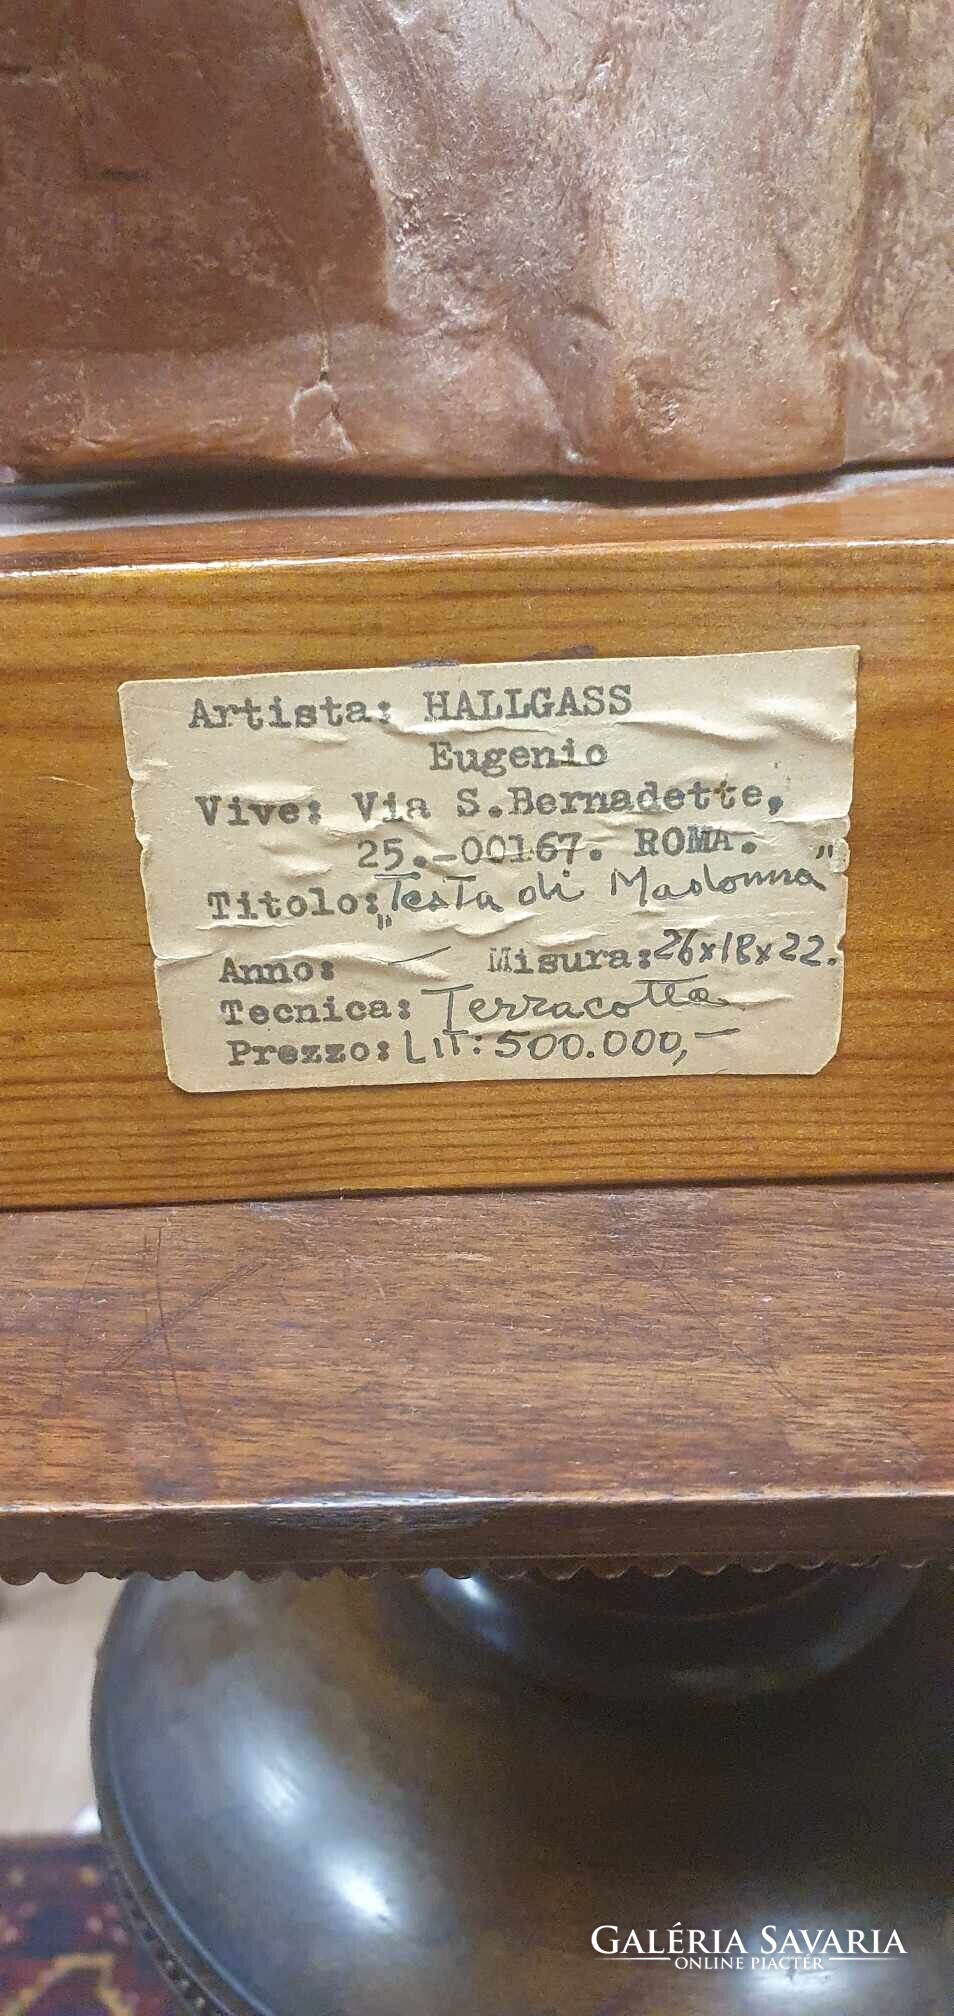 Artista: HALLGASS
Eugenio
Vive: Via S.Bernadette,
25.-00167. ROMA.
Titolo: „Testa di Madonna”
Anno: — Misura: 26x18x22.
Tecnica: Terracotta
Prezzo: LIT: 500.000,—
GALÉRIA SAVARIA
ONLINE PIACTÉR